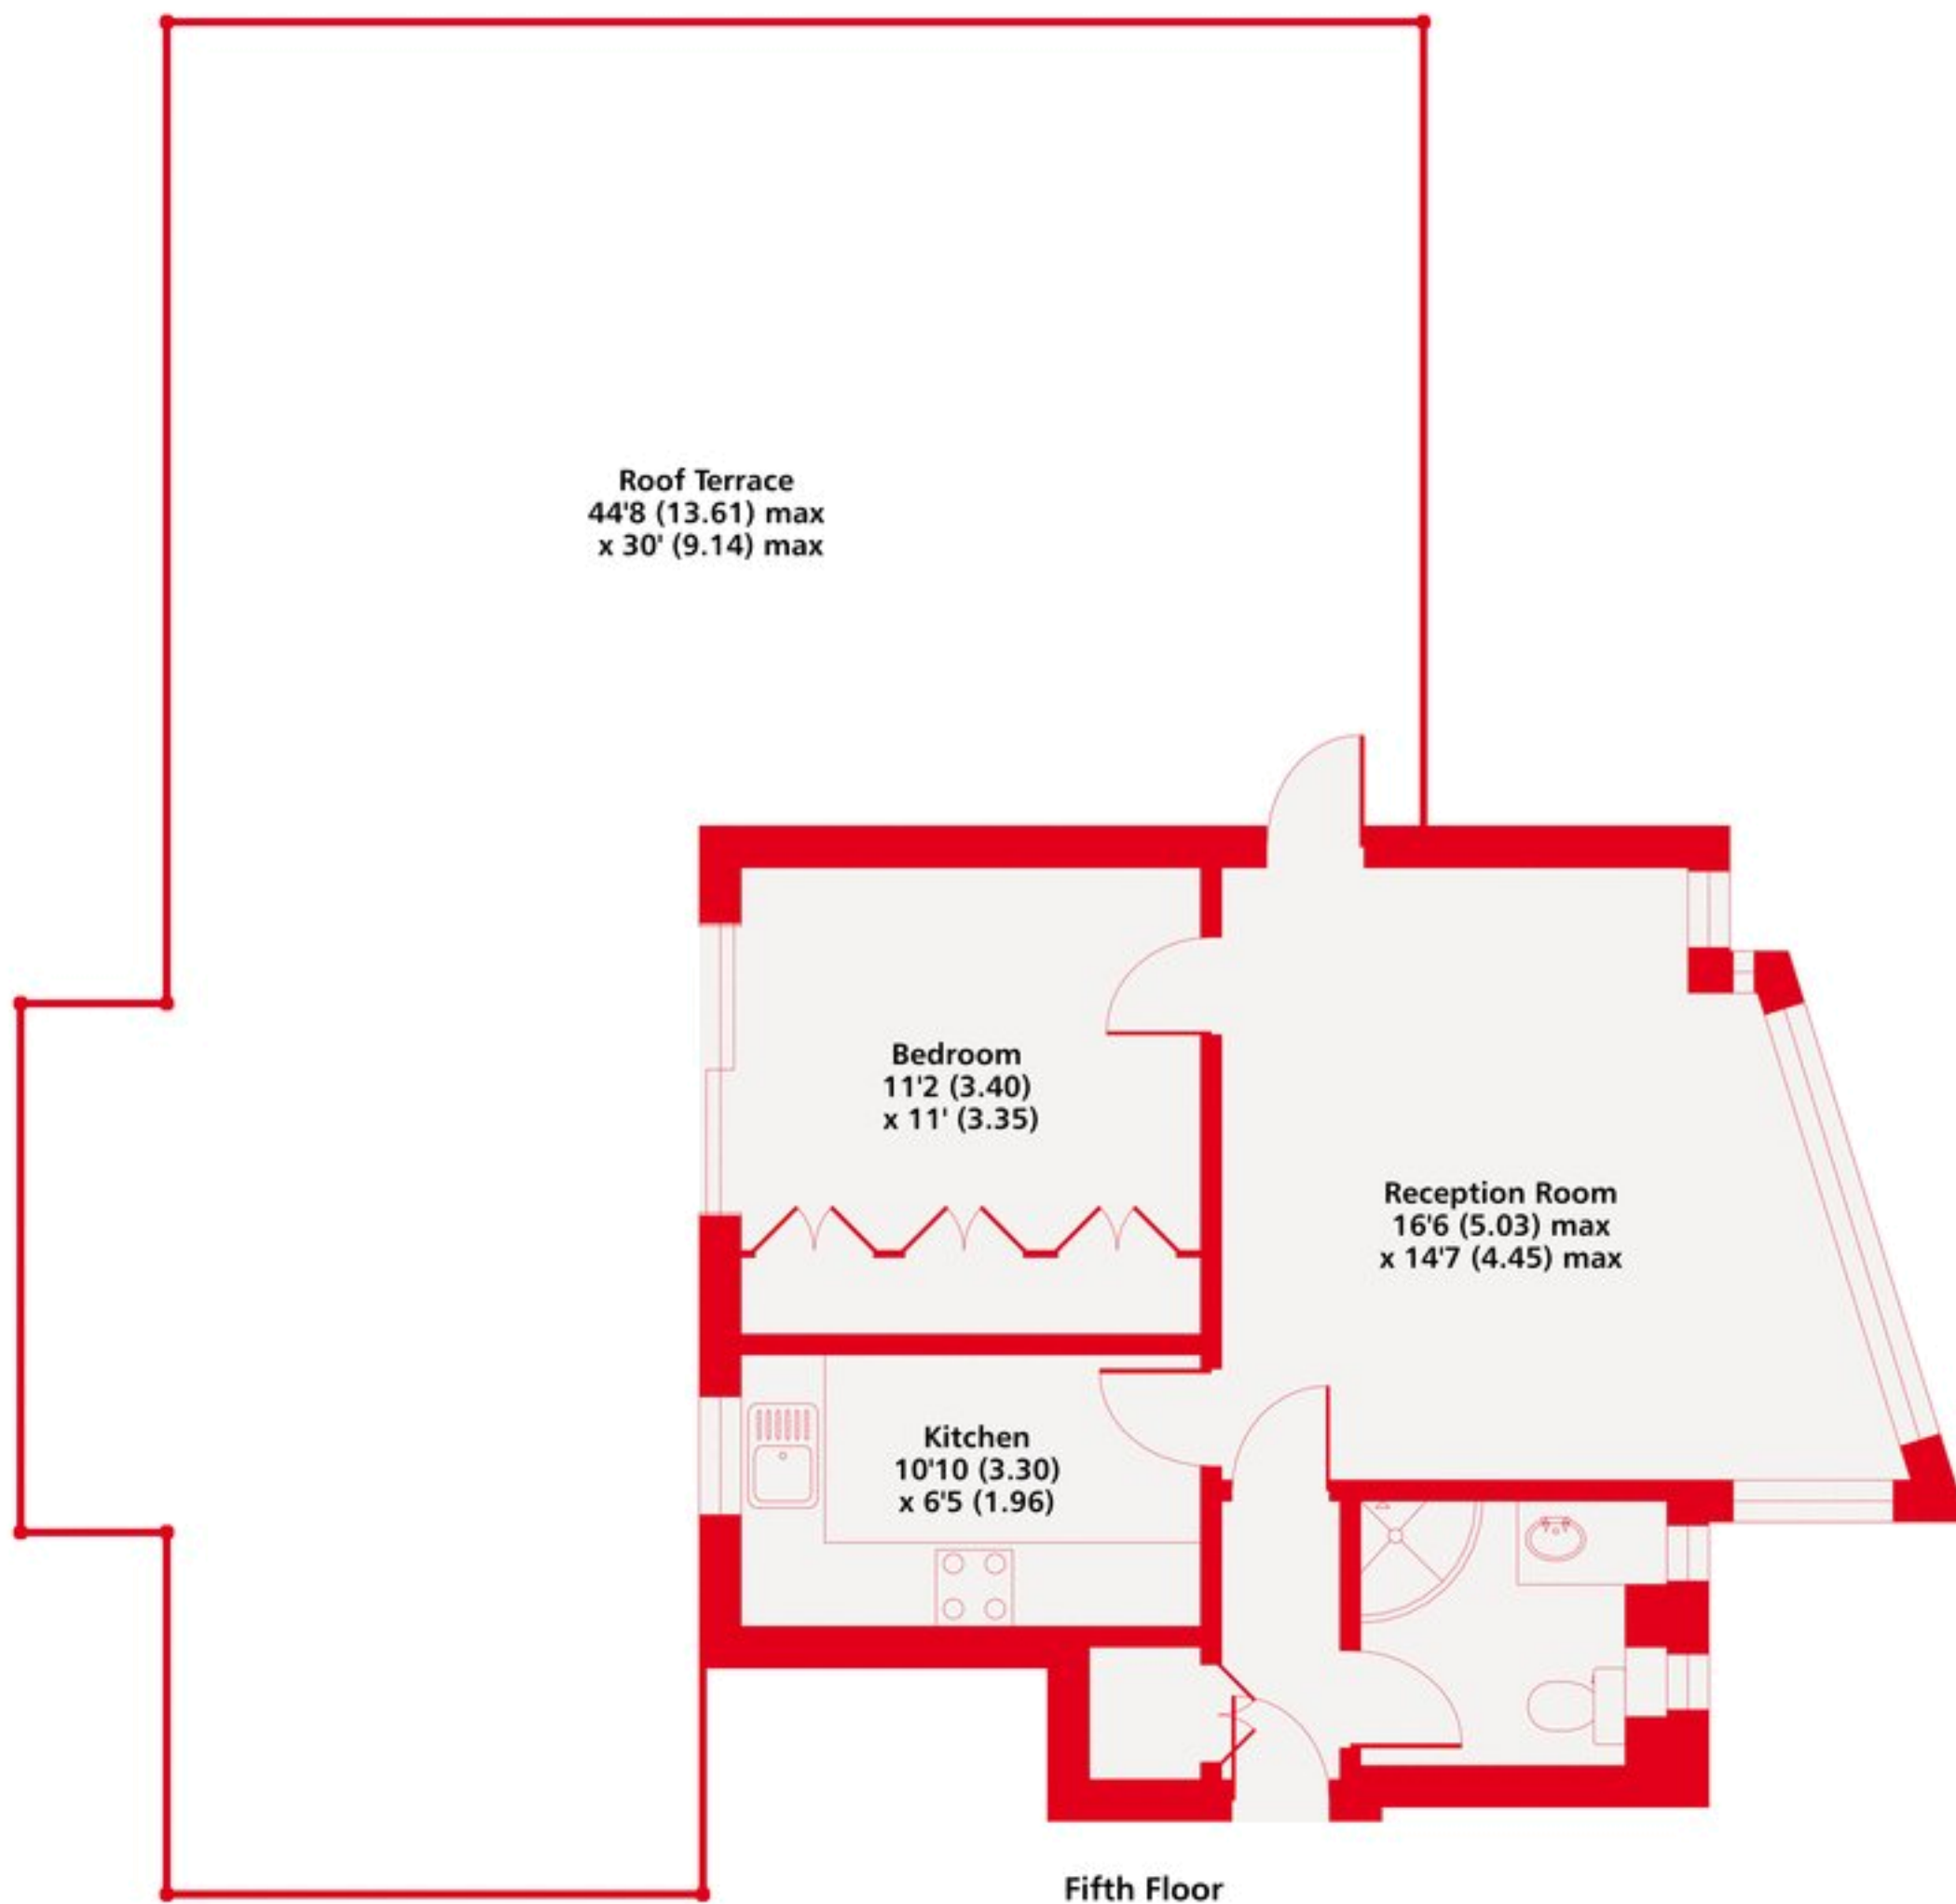 Roof Terrace
44'8 (13.61) max
x 30' (9.14) max
Bedroom
11'2 (3.40)
x 11' (3.35)
Reception Room
16'6 (5.03) max
x 14'7 (4.45) max
Kitchen
10'10 (3.30)
x 6'5 (1.96)
Fifth Floor